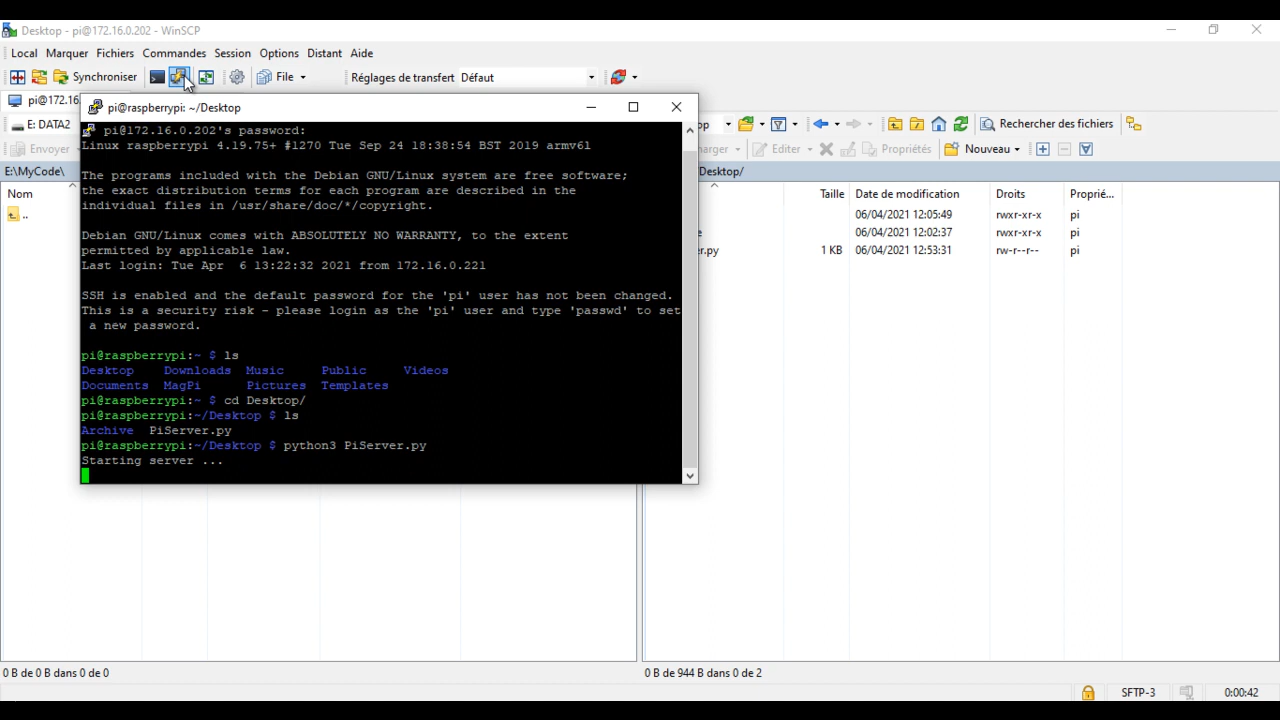 Desktop - pi@172.16.0.202 - WinSCP
Local Marquer Fichiers Commandes Session Options Distant Aide
Synchroniser File Réglages de transfert Défaut
pi@172.16.
pi@raspberrypi: ~/Desktop
E: DATA2
op Rechercher des fichiers
Envoyer
arger Editer Propriétés Nouveau
E:\MyCode\
Desktop/
Nom
Taille Date de modification Droits Proprié...
..
06/04/2021 12:05:49 rwxr-xr-x pi
e 06/04/2021 12:02:37 rwxr-xr-x pi
er.py 1 KB 06/04/2021 12:53:31 rw-r--r-- pi
pi@172.16.0.202's password:
Linux raspberrypi 4.19.75+ #1270 Tue Sep 24 18:38:54 BST 2019 armv6l
The programs included with the Debian GNU/Linux system are free software;
the exact distribution terms for each program are described in the
individual files in /usr/share/doc/*/copyright.
Debian GNU/Linux comes with ABSOLUTELY NO WARRANTY, to the extent
permitted by applicable law.
Last login: Tue Apr 6 13:22:32 2021 from 172.16.0.221
SSH is enabled and the default password for the 'pi' user has not been changed.
This is a security risk - please login as the 'pi' user and type 'passwd' to set
a new password.
pi@raspberrypi:~ $ ls
Desktop Downloads Music Public Videos
Documents MagPi Pictures Templates
pi@raspberrypi:~ $ cd Desktop/
pi@raspberrypi:~/Desktop $ ls
Archive PiServer.py
pi@raspberrypi:~/Desktop $ python3 PiServer.py
Starting server ...
0 B de 0 B dans 0 de 0
0 B de 944 B dans 0 de 2
SFTP-3 0:00:42